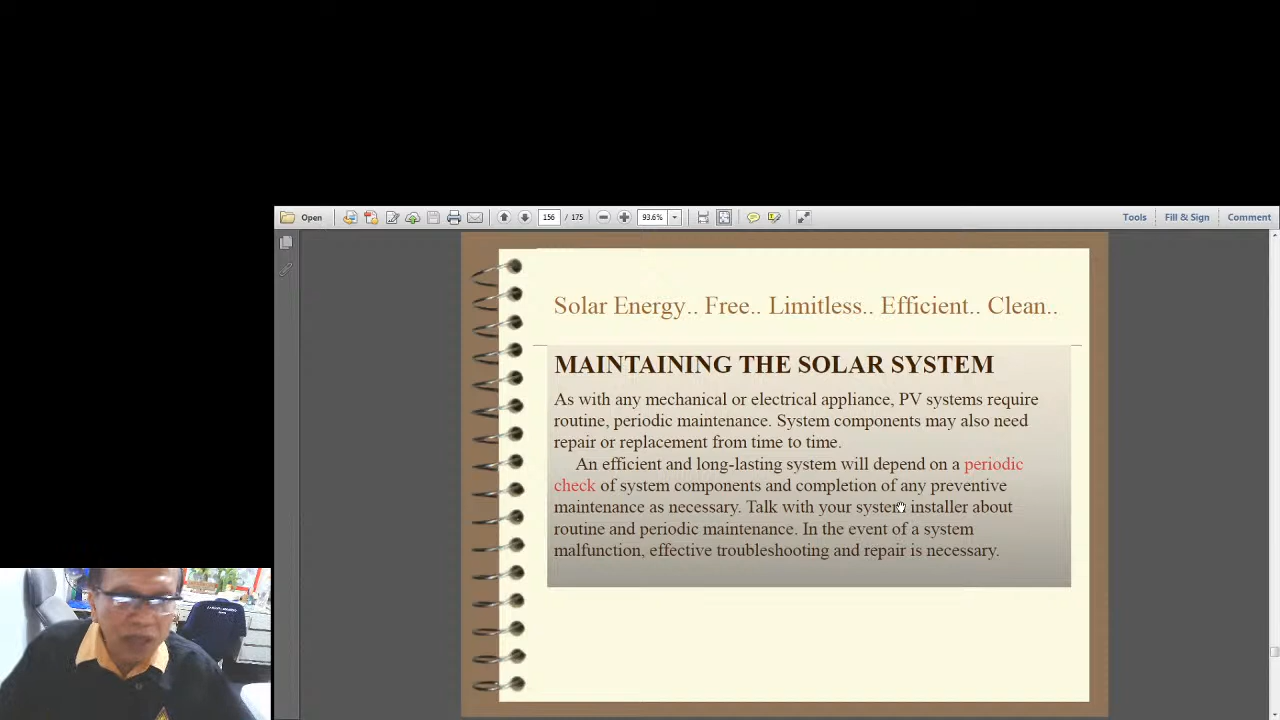 Open
156 / 175
93.6%
Tools
Fill & Sign
Comment
Solar Energy.. Free.. Limitless.. Efficient.. Clean..
MAINTAINING THE SOLAR SYSTEM
As with any mechanical or electrical appliance, PV systems require
routine, periodic maintenance. System components may also need
repair or replacement from time to time.
An efficient and long-lasting system will depend on a periodic
check of system components and completion of any preventive
maintenance as necessary. Talk with your system installer about
routine and periodic maintenance. In the event of a system
malfunction, effective troubleshooting and repair is necessary.